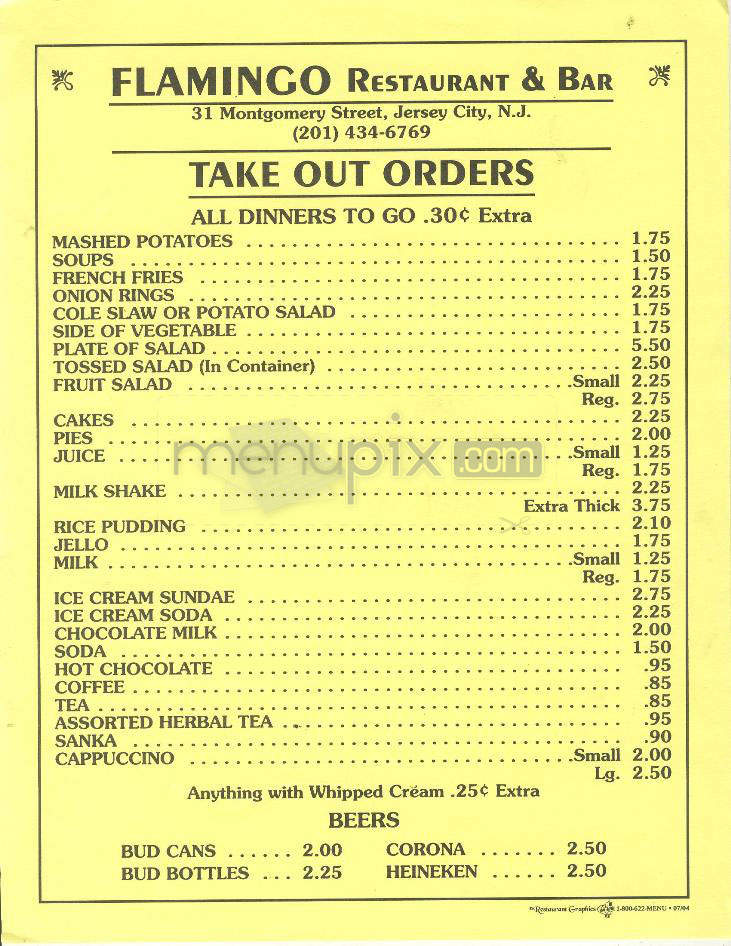 FLAMINGO RESTAURANT & BAR
31 Montgomery Street, Jersey City, N.J.
(201) 434-6769
TAKE OUT ORDERS
ALL DINNERS TO GO .30¢ Extra
MASHED POTATOES 1.75
SOUPS 1.50
FRENCH FRIES 1.75
ONION RINGS 2.25
COLE SLAW OR POTATO SALAD 1.75
SIDE OF VEGETABLE 1.75
PLATE OF SALAD 5.50
TOSSED SALAD (In Container) 2.50
FRUIT SALAD Small 2.25
Reg. 2.75
CAKES 2.25
PIES 2.00
JUICE Small 1.25
Reg. 1.75
menupix.com
MILK SHAKE 2.25
Extra Thick 3.75
RICE PUDDING 2.10
JELLO 1.75
MILK Small 1.25
Reg. 1.75
ICE CREAM SUNDAE 2.75
ICE CREAM SODA 2.25
CHOCOLATE MILK 2.00
SODA 1.50
HOT CHOCOLATE .95
COFFEE .85
TEA .85
ASSORTED HERBAL TEA .95
SANKA .90
CAPPUCCINO Small 2.00
Lg. 2.50
Anything with Whipped Cream .25¢ Extra
BEERS
BUD CANS 2.00 CORONA 2.50
BUD BOTTLES 2.25 HEINEKEN 2.50
Restaurant Graphics 1-800-622-MENU • 07/04